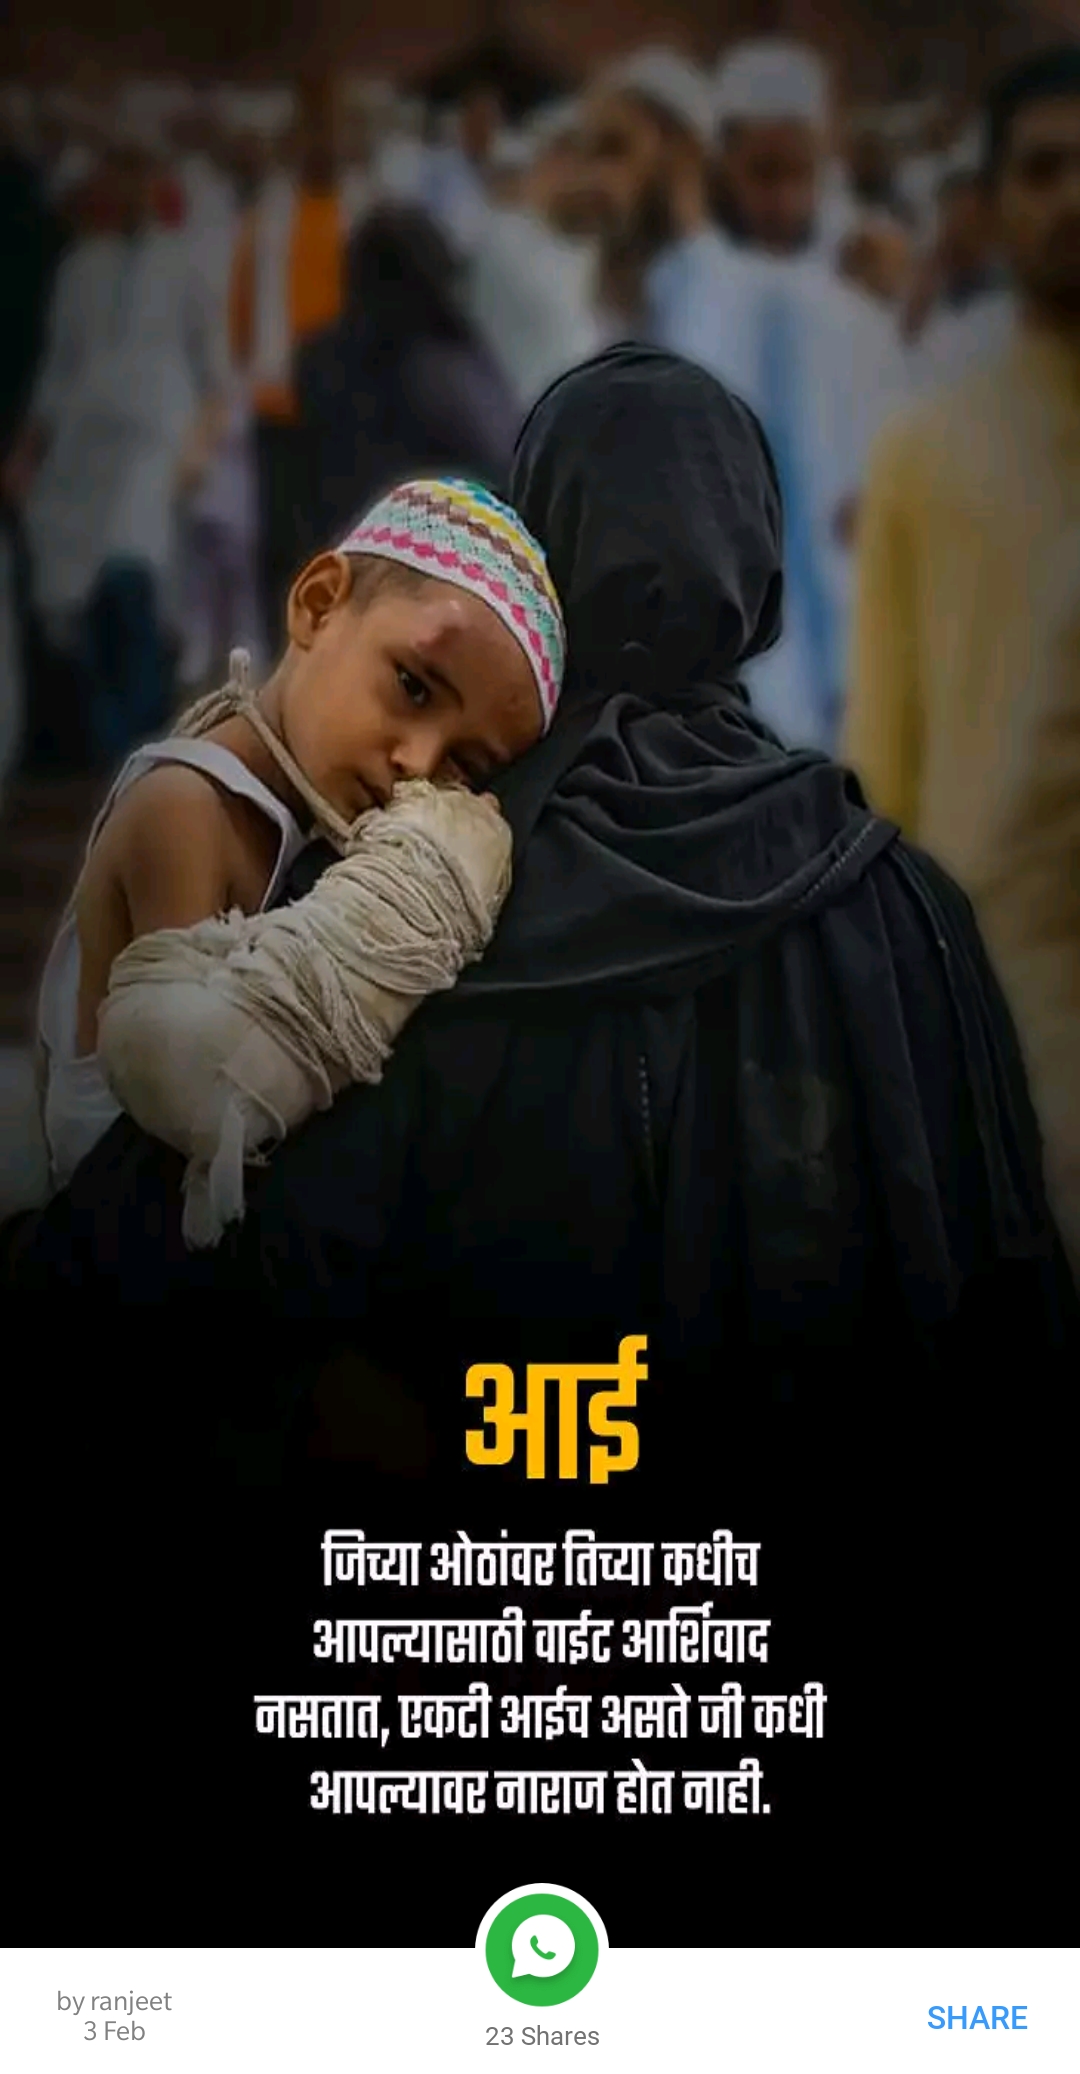 आई
जिच्या ओठांवर तिच्या कधीच
आपल्यासाठी वाईट आर्शिवाद
नसतात, एकटी आईच असते जी कधी
आपल्यावर नाराज होत नाही.
by ranjeet
3 Feb
23 Shares
SHARE